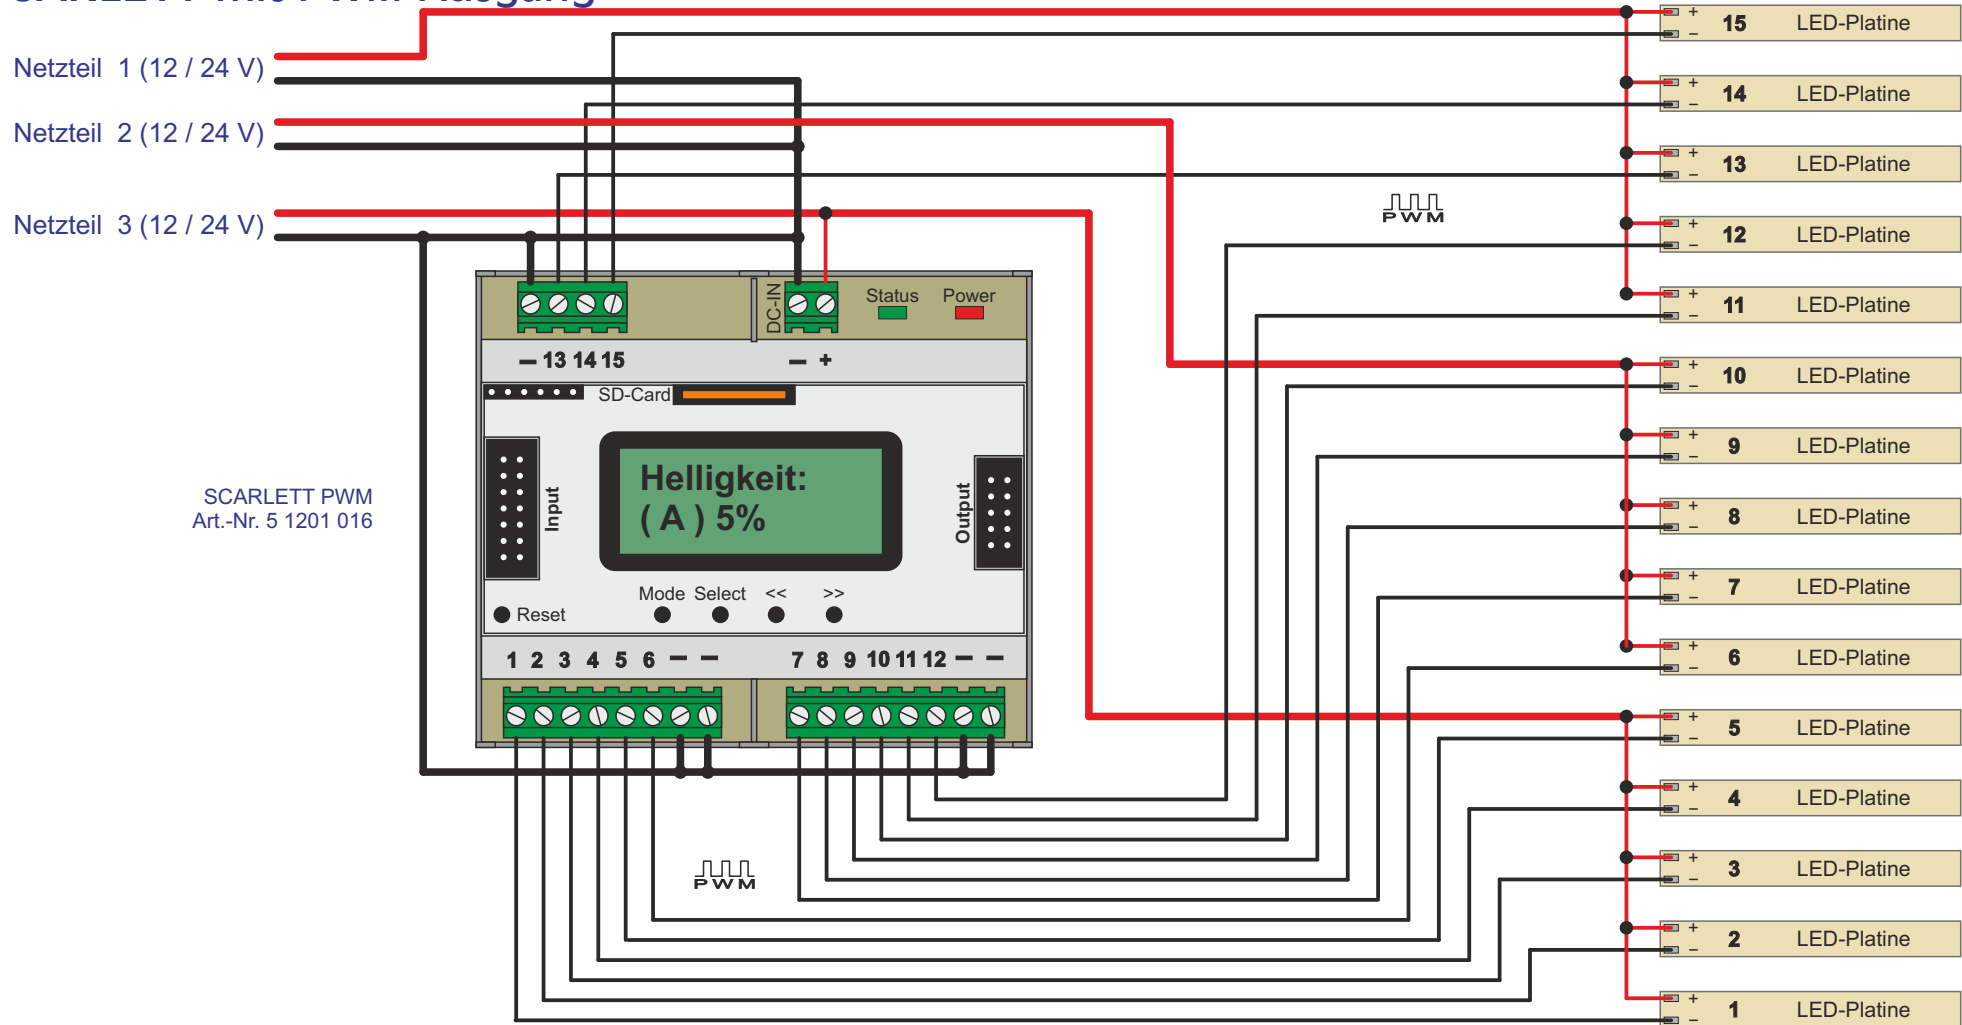 SCARLETT mit PWM-Ausgang
Netzteil 1 (12 / 24 V)
Netzteil 2 (12 / 24 V)
Netzteil 3 (12 / 24 V)
SCARLETT PWM
Art.-Nr. 5 1201 016
DC-IN
Status Power
– 13 14 15
– +
SD-Card
Input
Helligkeit:
( A ) 5%
Output
Mode Select << >>
Reset
1 2 3 4 5 6 – –
7 8 9 10 11 12 – –
PWM
PWM
+ – 15 LED-Platine
+ – 14 LED-Platine
+ – 13 LED-Platine
+ – 12 LED-Platine
+ – 11 LED-Platine
+ – 10 LED-Platine
+ – 9 LED-Platine
+ – 8 LED-Platine
+ – 7 LED-Platine
+ – 6 LED-Platine
+ – 5 LED-Platine
+ – 4 LED-Platine
+ – 3 LED-Platine
+ – 2 LED-Platine
+ – 1 LED-Platine